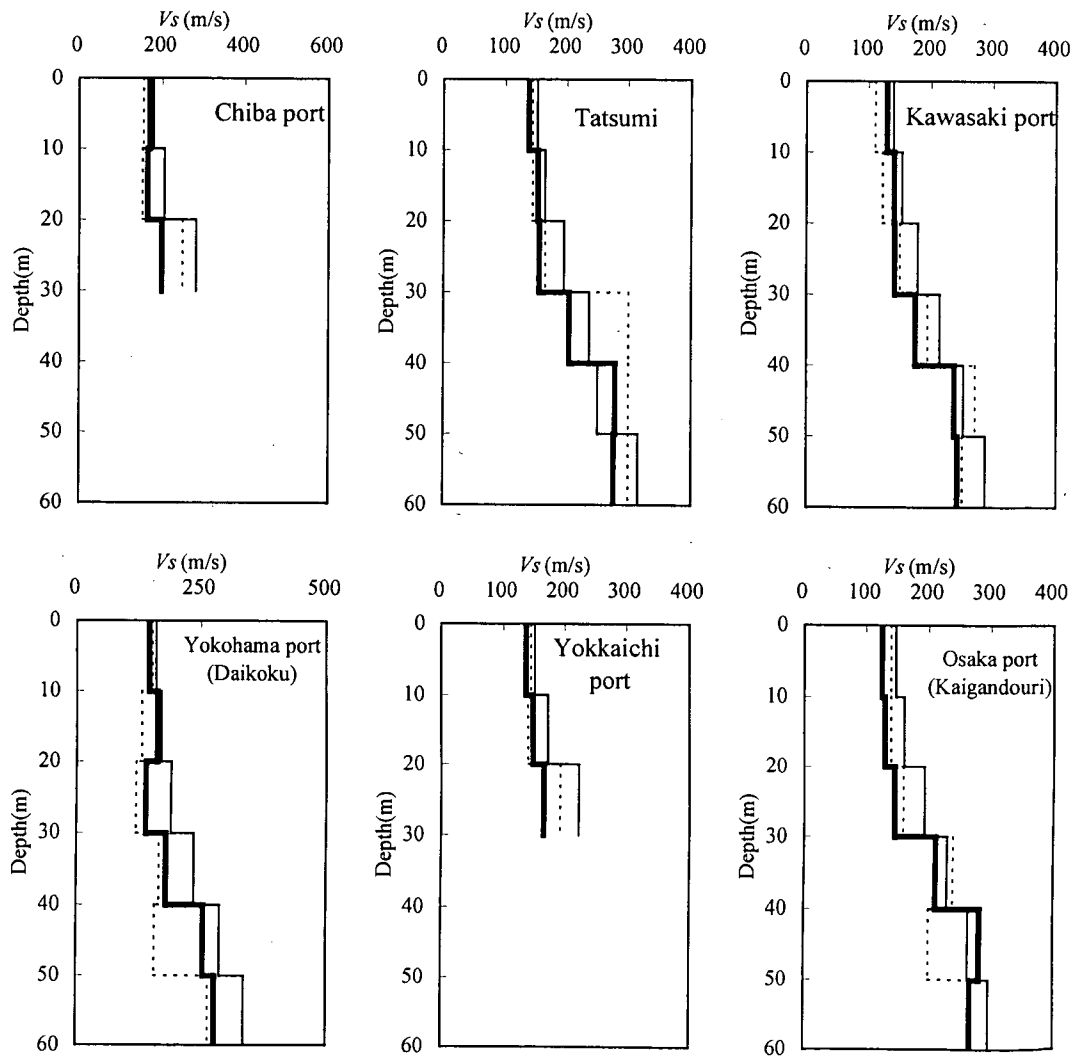 Vs (m/s)
0 200 400 600
0
10
20
30
40
50
60
Depth(m)
Chiba port
Vs (m/s)
0 100 200 300 400
0
10
20
30
40
50
60
Depth(m)
Tatsumi
Vs (m/s)
0 100 200 300 400
0
10
20
30
40
50
60
Depth(m)
Kawasaki port
Vs (m/s)
0 250 500
0
10
20
30
40
50
60
Depth(m)
Yokohama port
(Daikoku)
Vs (m/s)
0 100 200 300 400
0
10
20
30
40
50
60
Depth(m)
Yokkaichi
port
Vs (m/s)
0 100 200 300 400
0
10
20
30
40
50
60
Depth(m)
Osaka port
(Kaigandouri)